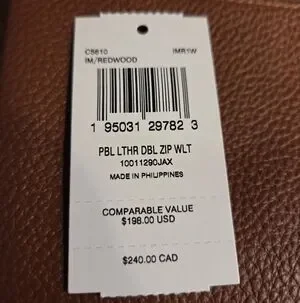 C5610 IMR1W
IM/REDWOOD
1 95031 29782 3
PBL LTHR DBL ZIP WLT
10011290JAX
MADE IN PHILIPPINES
COMPARABLE VALUE
$198.00 USD
$240.00 CAD